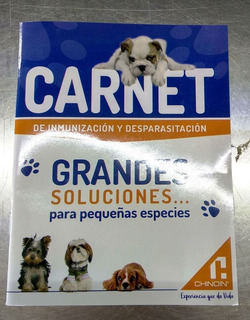 CARNET
DE INMUNIZACIÓN Y DESPARASITACIÓN
GRANDES
SOLUCIONES...
para pequeñas especies
CHINOIN
Experiencia que da Vida